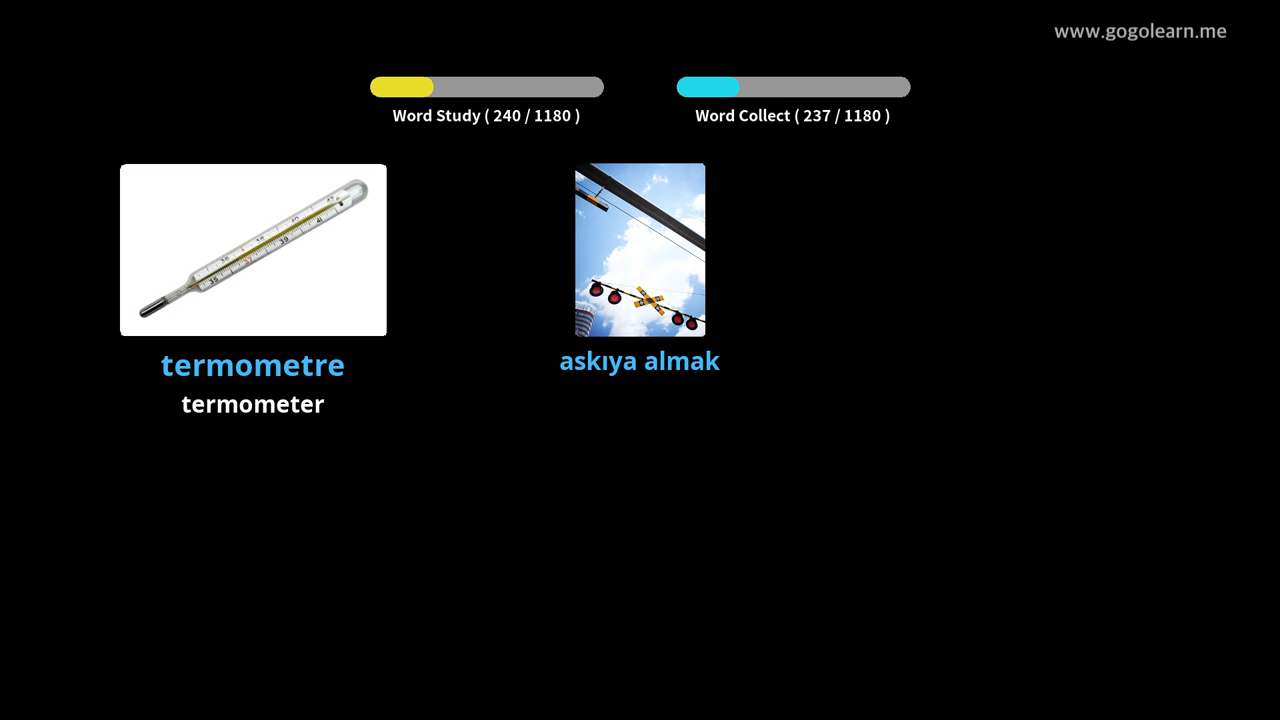 www.gogolearn.me
Word Study ( 240 / 1180 )
Word Collect ( 237 / 1180 )
termometre
termometer
askıya almak